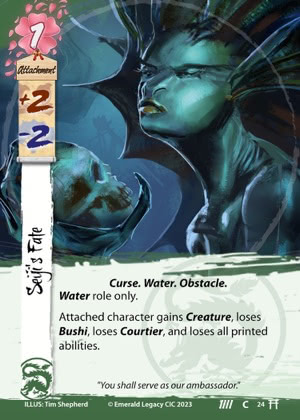 1
Attachment
+2
-2
Seiji's Fate
Curse. Water. Obstacle.
Water role only.
Attached character gains Creature, loses
Bushi, loses Courtier, and loses all printed
abilities.
"You shall serve as our ambassador."
ILLUS: Tim Shepherd © Emerald Legacy CIC 2023 C 24